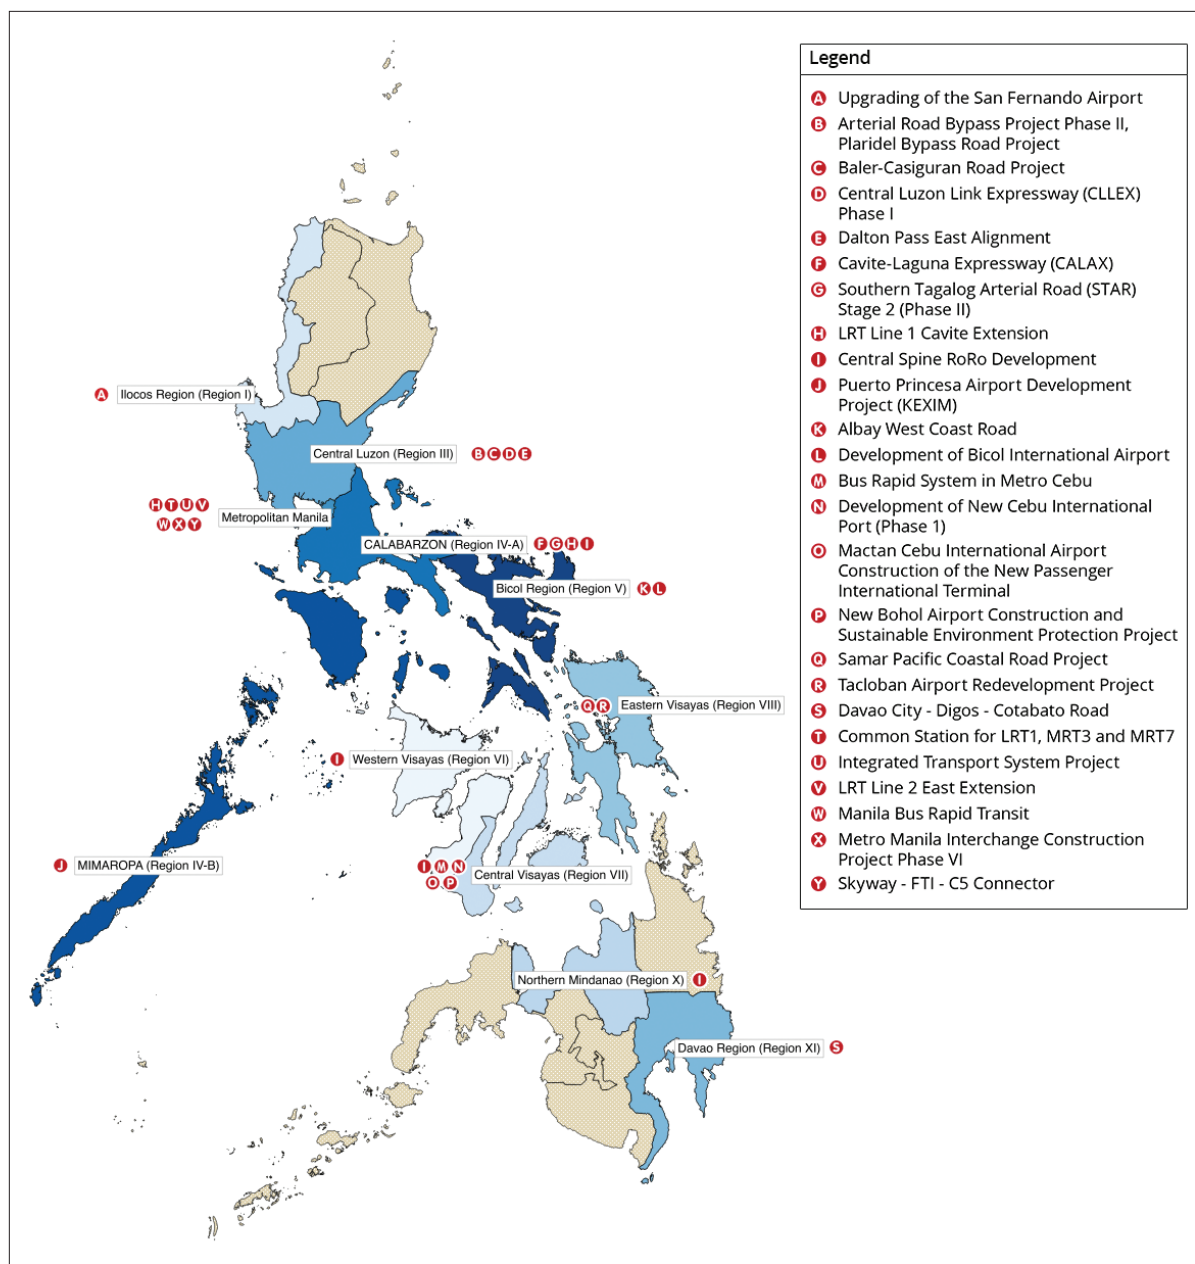 Legend
A Upgrading of the San Fernando Airport
B Arterial Road Bypass Project Phase II,
Plaridel Bypass Road Project
C Baler-Casiguran Road Project
D Central Luzon Link Expressway (CLLEX)
Phase I
E Dalton Pass East Alignment
F Cavite-Laguna Expressway (CALAX)
G Southern Tagalog Arterial Road (STAR)
Stage 2 (Phase II)
H LRT Line 1 Cavite Extension
I Central Spine RoRo Development
J Puerto Princesa Airport Development
Project (KEXIM)
K Albay West Coast Road
L Development of Bicol International Airport
M Bus Rapid System in Metro Cebu
N Development of New Cebu International
Port (Phase 1)
O Mactan Cebu International Airport
Construction of the New Passenger
International Terminal
P New Bohol Airport Construction and
Sustainable Environment Protection Project
Q Samar Pacific Coastal Road Project
R Tacloban Airport Redevelopment Project
S Davao City - Digos - Cotabato Road
T Common Station for LRT1, MRT3 and MRT7
U Integrated Transport System Project
V LRT Line 2 East Extension
W Manila Bus Rapid Transit
X Metro Manila Interchange Construction
Project Phase VI
Y Skyway - FTI - C5 Connector
A Ilocos Region (Region I)
Central Luzon (Region III) B C D E
H T U V
W X Y
Metropolitan Manila
CALABARZON (Region IV-A) F G H I
Bicol Region (Region V) K L
Q R Eastern Visayas (Region VIII)
I Western Visayas (Region VI)
J MIMAROPA (Region IV-B)
I M N
O P
Central Visayas (Region VII)
Northern Mindanao (Region X) I
Davao Region (Region XI) S